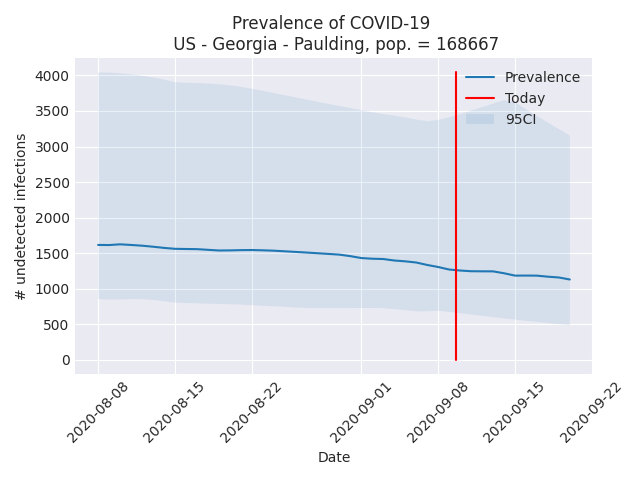 Prevalence of COVID-19
US - Georgia - Paulding, pop. = 168667
Prevalence
Today
95CI
4000
3500
3000
2500
2000
1500
1000
500
0
# undetected infections
2020-08-08
2020-08-15
2020-08-22
2020-09-01
2020-09-08
2020-09-15
2020-09-22
Date